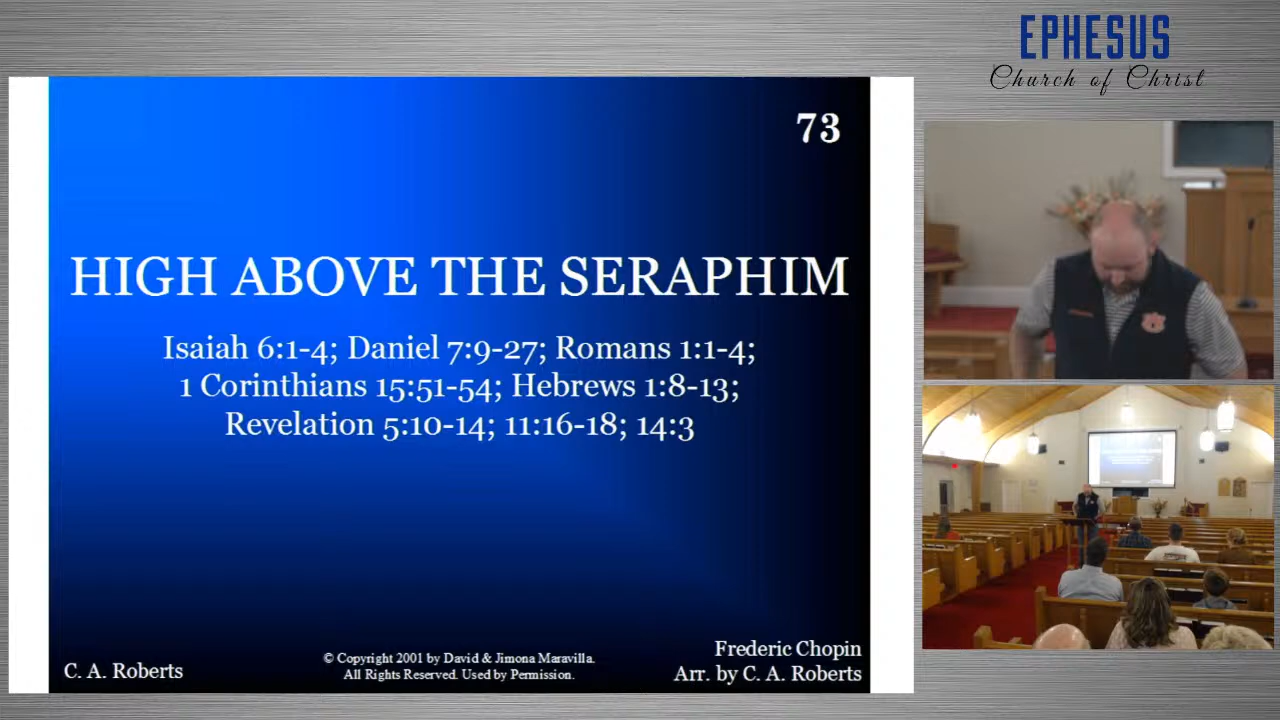 EPHESUS
Church of Christ
73
HIGH ABOVE THE SERAPHIM
Isaiah 6:1-4; Daniel 7:9-27; Romans 1:1-4;
1 Corinthians 15:51-54; Hebrews 1:8-13;
Revelation 5:10-14; 11:16-18; 14:3
C. A. Roberts
© Copyright 2001 by David & Jimona Maravilla.
All Rights Reserved. Used by Permission.
Frederic Chopin
Arr. by C. A. Roberts